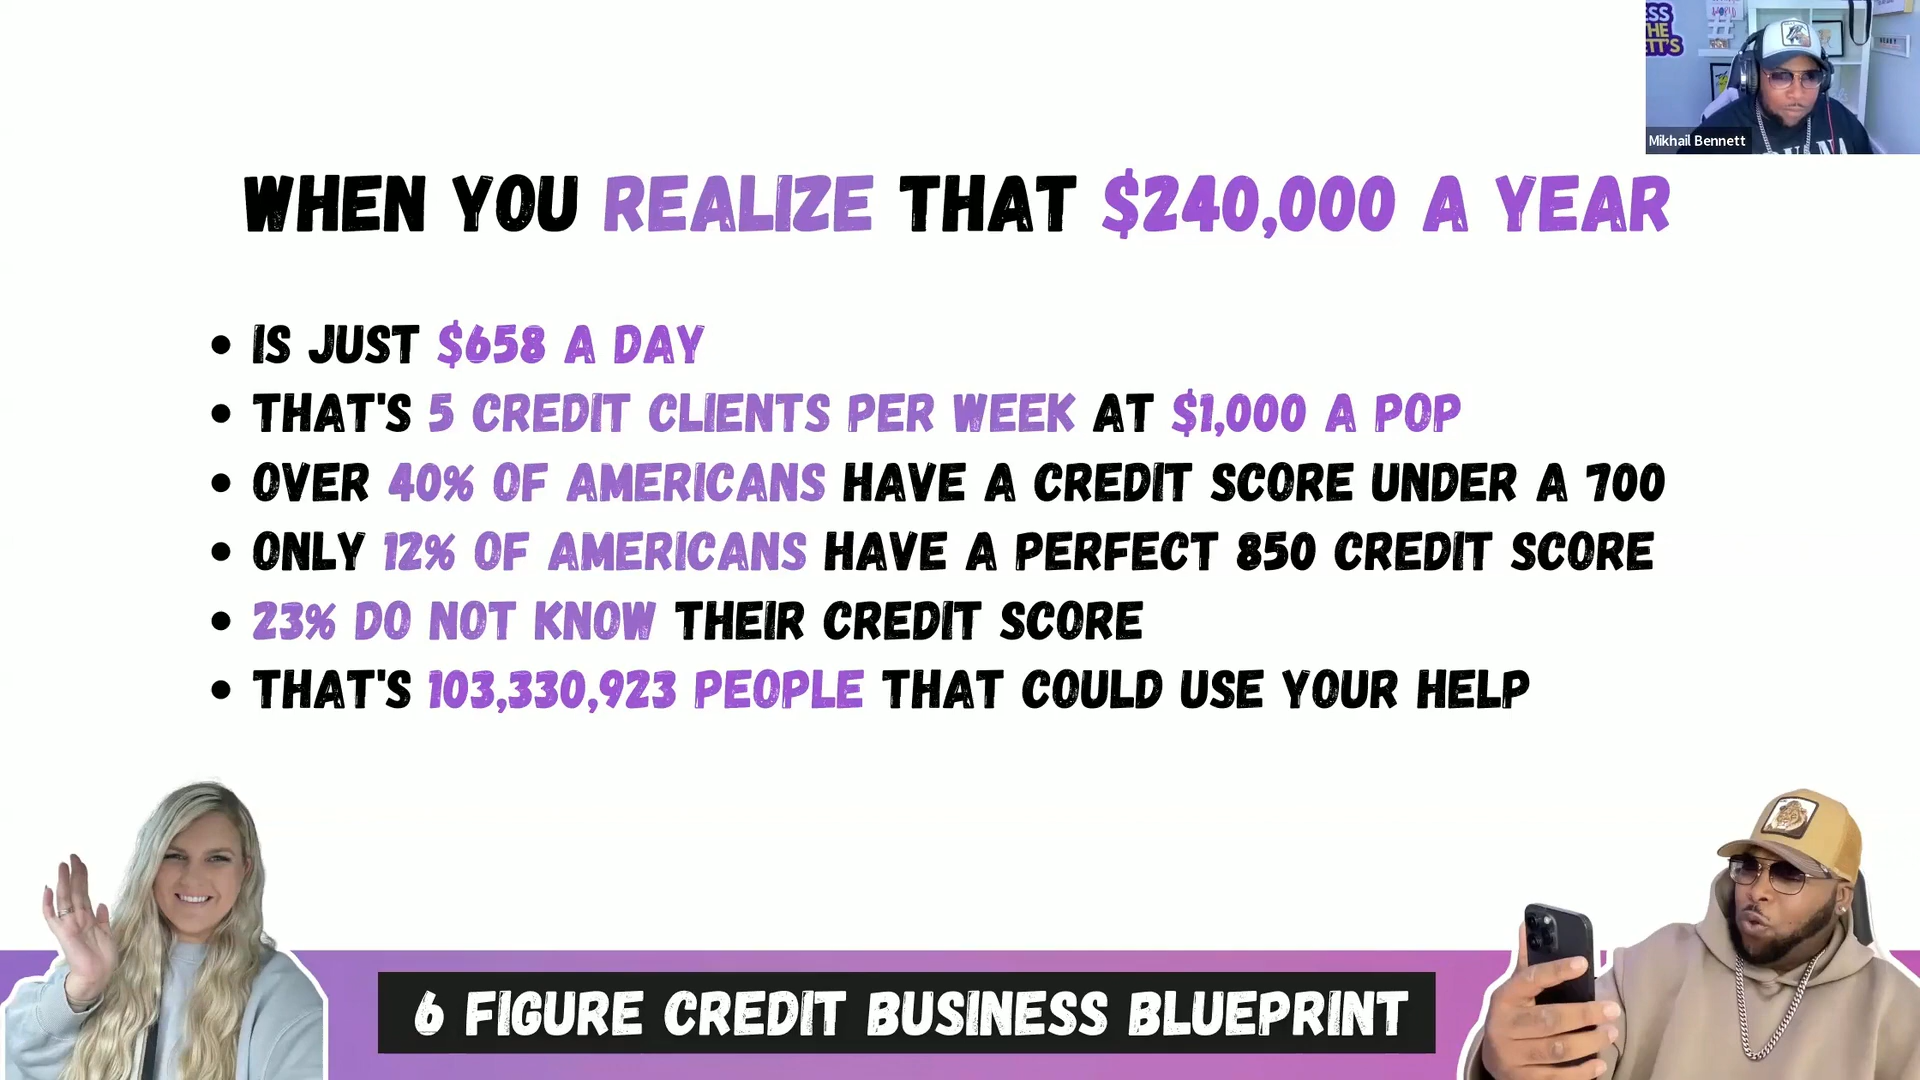 ESS
THE
ETT'S
Mikhail Bennett
WHEN YOU REALIZE THAT $240,000 A YEAR
• IS JUST $658 A DAY
• THAT'S 5 CREDIT CLIENTS PER WEEK AT $1,000 A POP
• OVER 40% OF AMERICANS HAVE A CREDIT SCORE UNDER A 700
• ONLY 12% OF AMERICANS HAVE A PERFECT 850 CREDIT SCORE
• 23% DO NOT KNOW THEIR CREDIT SCORE
• THAT'S 103,330,923 PEOPLE THAT COULD USE YOUR HELP
6 FIGURE CREDIT BUSINESS BLUEPRINT